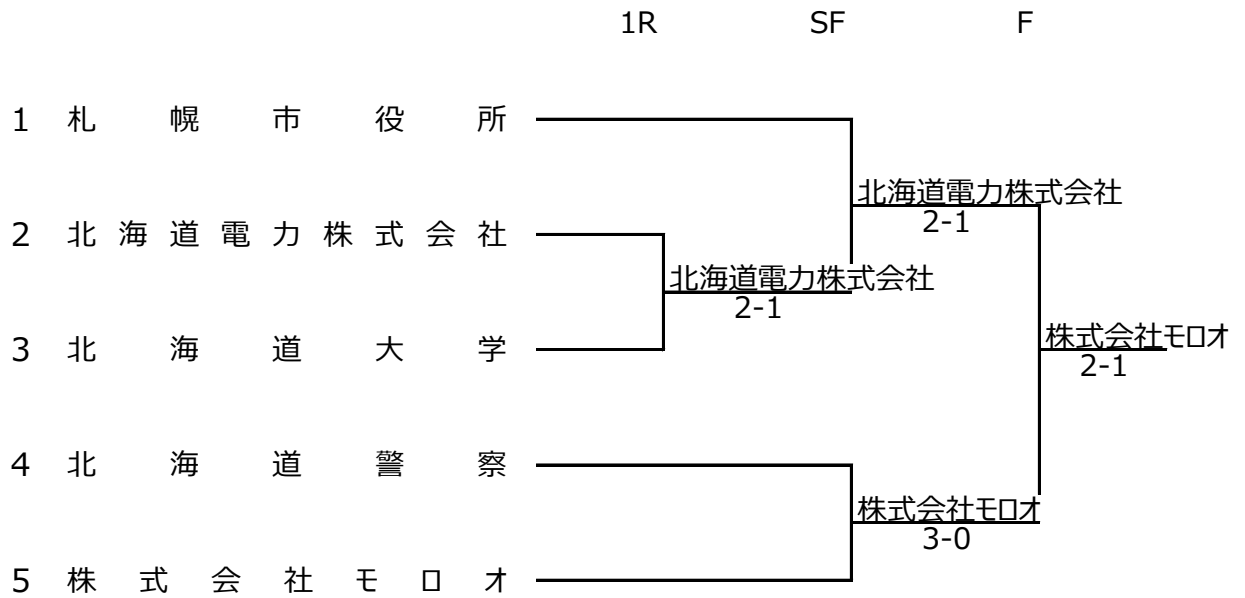 1R SF F
1 札幌市役所
北海道電力株式会社
2-1
2 北海道電力株式会社
北海道電力株式会社
2-1
3 北海道大学
株式会社モロオ
2-1
4 北海道警察
株式会社モロオ
3-0
5 株式会社モロオ